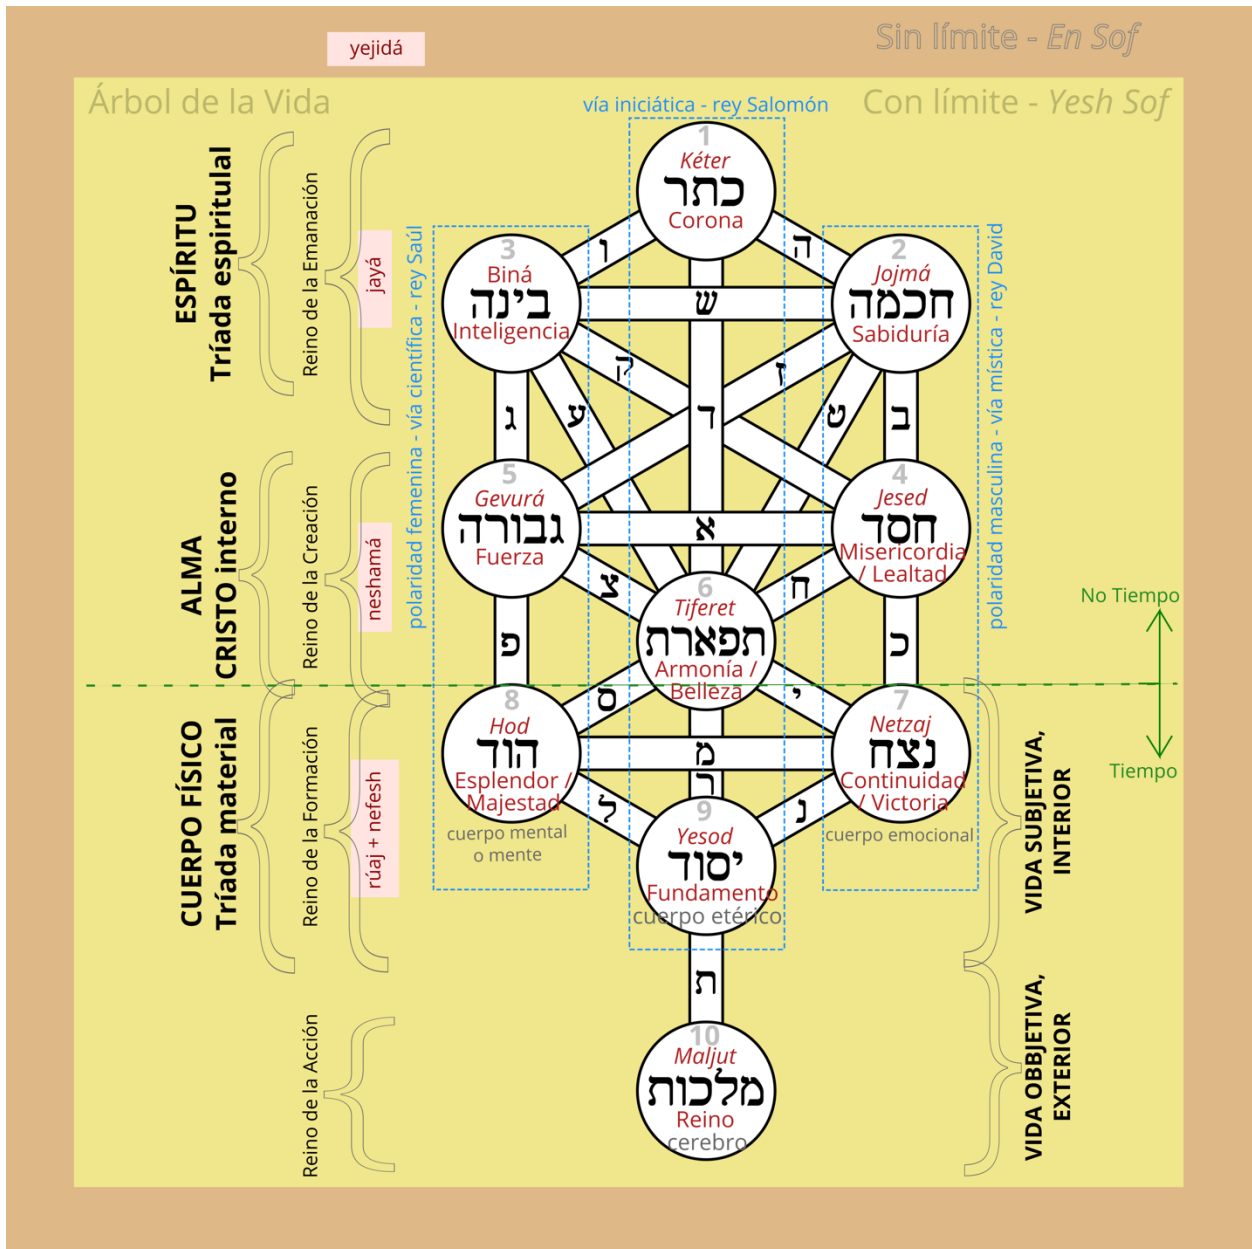 yejidá
Sin límite - En Sof
Árbol de la Vida
vía iniciática - rey Salomón
Con límite - Yesh Sof
ESPÍRITU
Tríada espiritulal
Reino de la Emanación
jayá
ALMA
CRISTO interno
Reino de la Creación
neshamá
CUERPO FÍSICO
Tríada material
Reino de la Formación
rúaj + nefesh
Reino de la Acción
polaridad femenina - vía científica - rey Saúl
1
Kéter
כתר
Corona
ו
ה
3
Biná
בינה
Inteligencia
ש
2
Jojmá
חכמה
Sabiduría
ק
ז
ג
ע
ד
ט
ב
5
Gevurá
גבורה
Fuerza
א
4
Jesed
חסד
Misericordia
/ Lealtad
צ
ח
6
Tiferet
תפארת
Armonía /
Belleza
פ
כ
ס
י
8
Hod
הוד
Esplendor /
Majestad
cuerpo mental
o mente
מ
ר
7
Netzaj
נצח
Continuidad
/ Victoria
cuerpo emocional
ל
נ
9
Yesod
יסוד
Fundamento
cuerpo etérico
ת
10
Maljut
מלכות
Reino
cerebro
polaridad masculina - vía mística - rey David
No Tiempo
Tiempo
VIDA SUBJETIVA,
INTERIOR
VIDA OBBJETIVA,
EXTERIOR